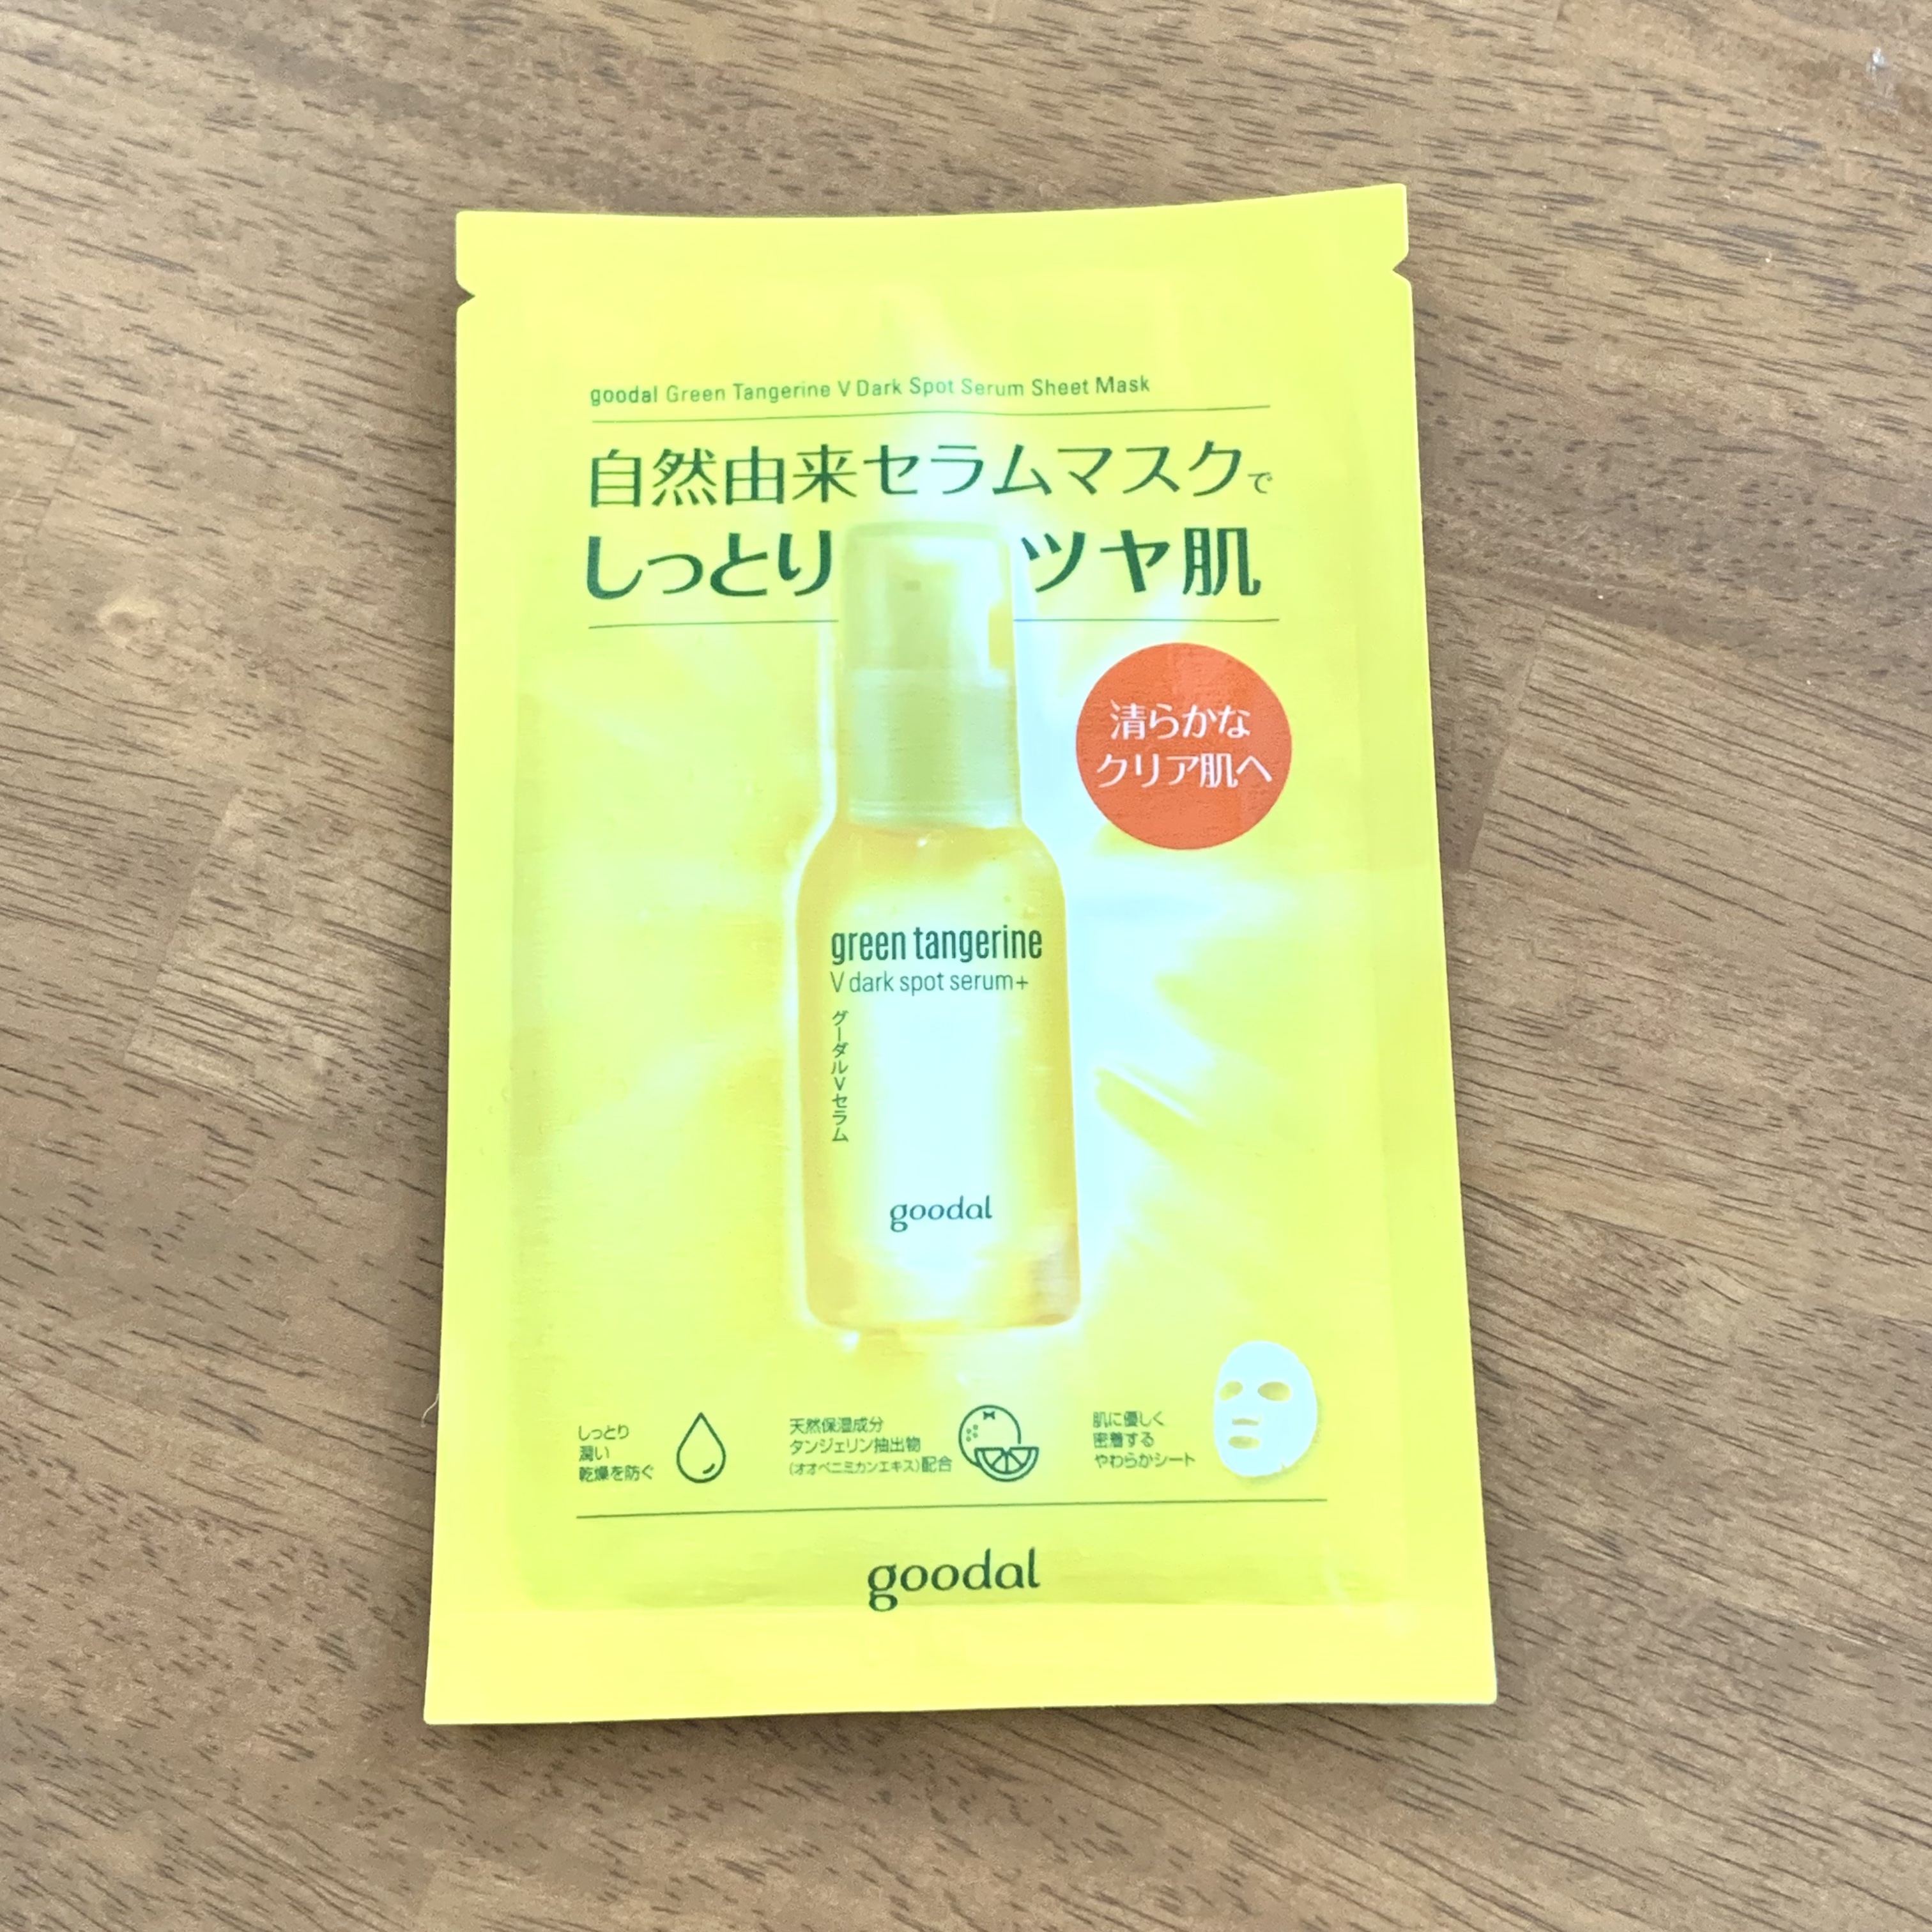 goodal Green Tangerine V Dark Spot Serum Sheet Mask
自然由来セラムマスクで
しっとり ツヤ肌
清らかな
クリア肌へ
green tangerine
V dark spot serum+
グーダルVセラム
goodal
しっとり
潤い
乾燥を防ぐ
天然保湿成分
タンジェリン抽出物
(オオベニミカンエキス)配合
肌に優しく
密着する
やわらかシート
goodal